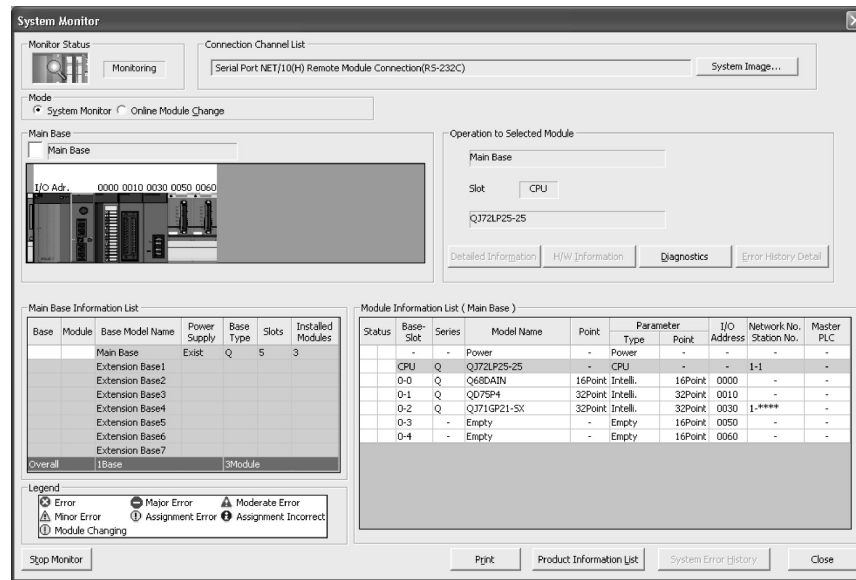 System Monitor
Monitor Status
Monitoring
Connection Channel List
Serial Port NET/10(H) Remote Module Connection(RS-232C)
System Image...
Mode
System Monitor Online Module Change
Main Base
Main Base
I/O Adr. 0000 0010 0030 0050 0060
Operation to Selected Module
Main Base
Slot CPU
QJ72LP25-25
Detailed Information H/W Information Diagnostics Error History Detail
Main Base Information List
Base Module Base Model Name Power Supply Base Type Slots Installed Modules
Main Base Exist Q 5 3
Extension Base1
Extension Base2
Extension Base3
Extension Base4
Extension Base5
Extension Base6
Extension Base7
Overall 1Base 3Module
Module Information List ( Main Base )
Status Base-Slot Series Model Name Point Parameter Type Point I/O Address Network No. Station No. Master PLC
- - Power - Power - - - -
CPU Q QJ72LP25-25 - CPU - - 1-1 -
0-0 Q Q68DAIN 16Point Intelli. 16Point 0000 - -
0-1 Q QD75P4 32Point Intelli. 32Point 0010 - -
0-2 Q QJ71GP21-SX 32Point Intelli. 32Point 0030 1-**** -
0-3 - Empty - Empty 16Point 0050 - -
0-4 - Empty - Empty 16Point 0060 - -
Legend
Error Major Error Moderate Error
Minor Error Assignment Error Assignment Incorrect
Module Changing
Stop Monitor
Print Product Information List System Error History Close